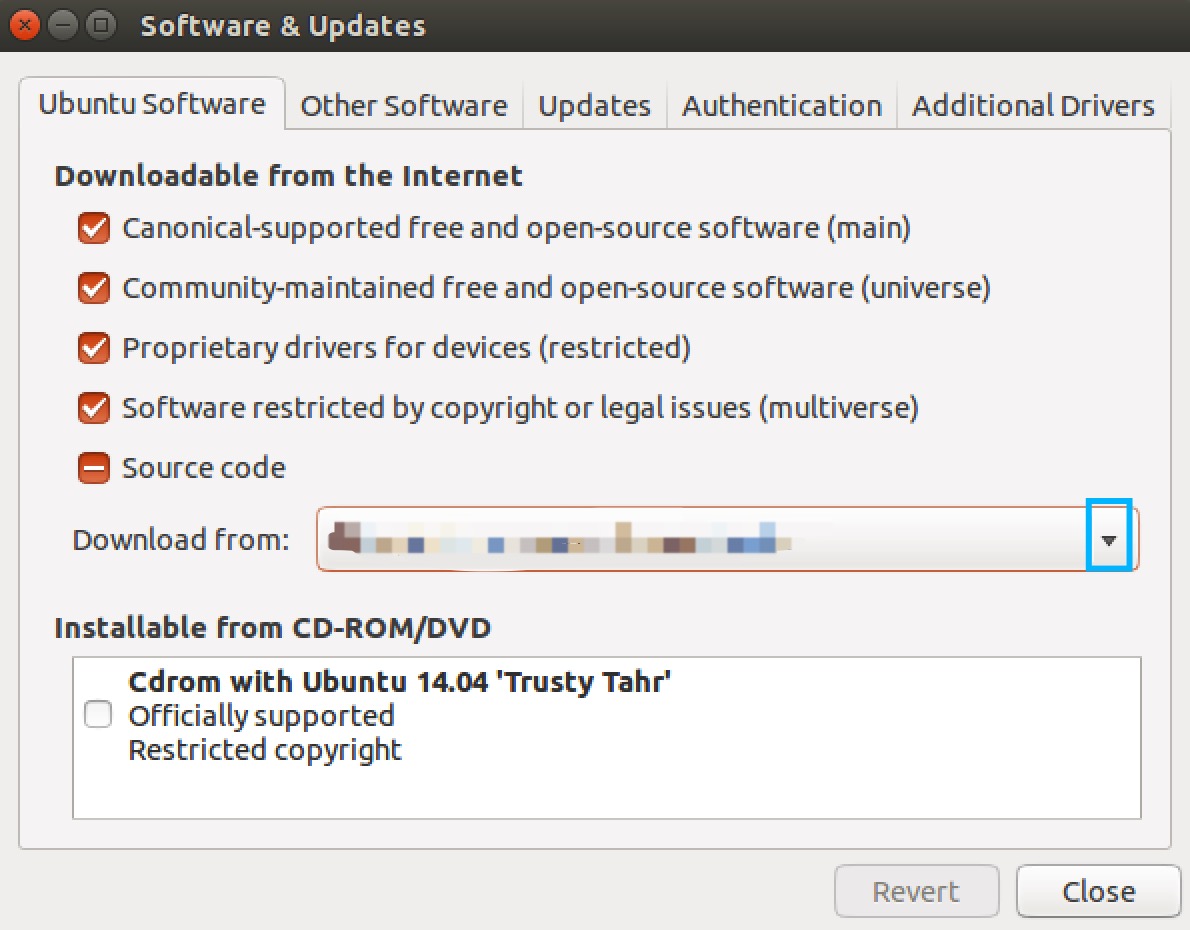 Software & Updates
Ubuntu Software
Other Software
Updates
Authentication
Additional Drivers
Downloadable from the Internet
Canonical-supported free and open-source software (main)
Community-maintained free and open-source software (universe)
Proprietary drivers for devices (restricted)
Software restricted by copyright or legal issues (multiverse)
Source code
Download from:
Installable from CD-ROM/DVD
Cdrom with Ubuntu 14.04 'Trusty Tahr'
Officially supported
Restricted copyright
Revert
Close